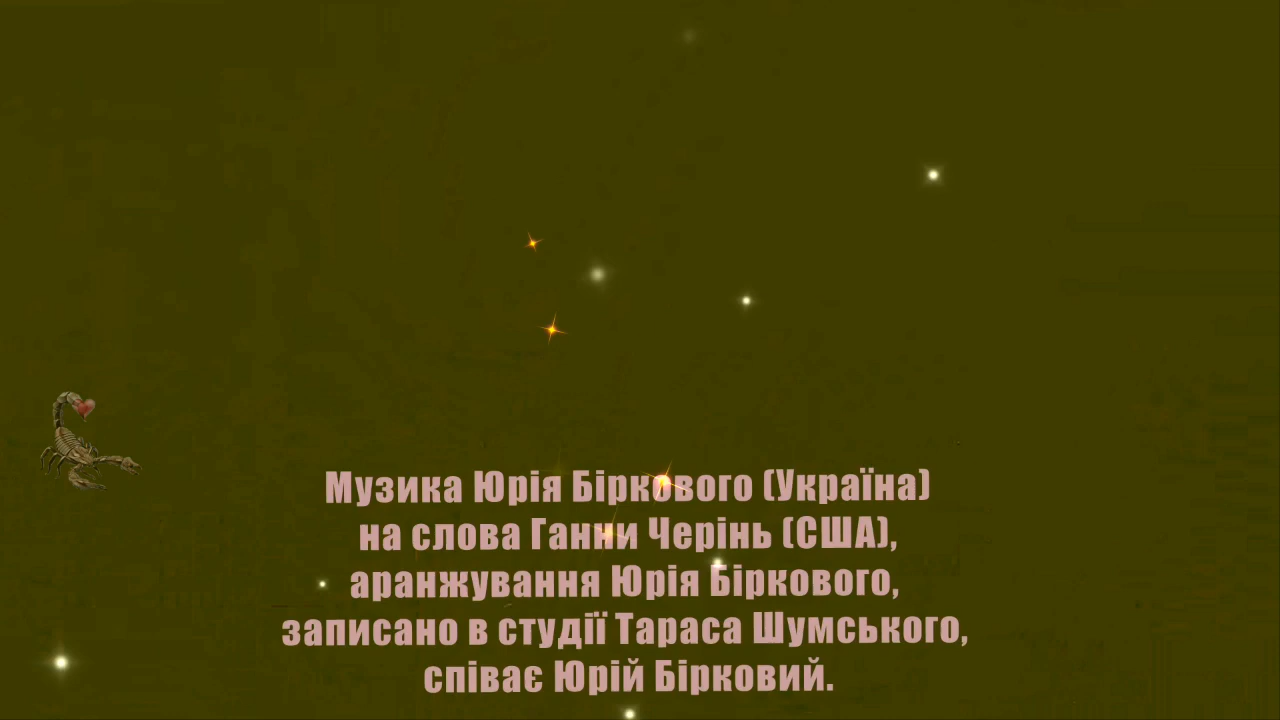 Музика Юрія Біркового (Україна)
на слова Ганни Черінь (США),
аранжування Юрія Біркового,
записано в студії Тараса Шумського,
співає Юрій Бірковий.